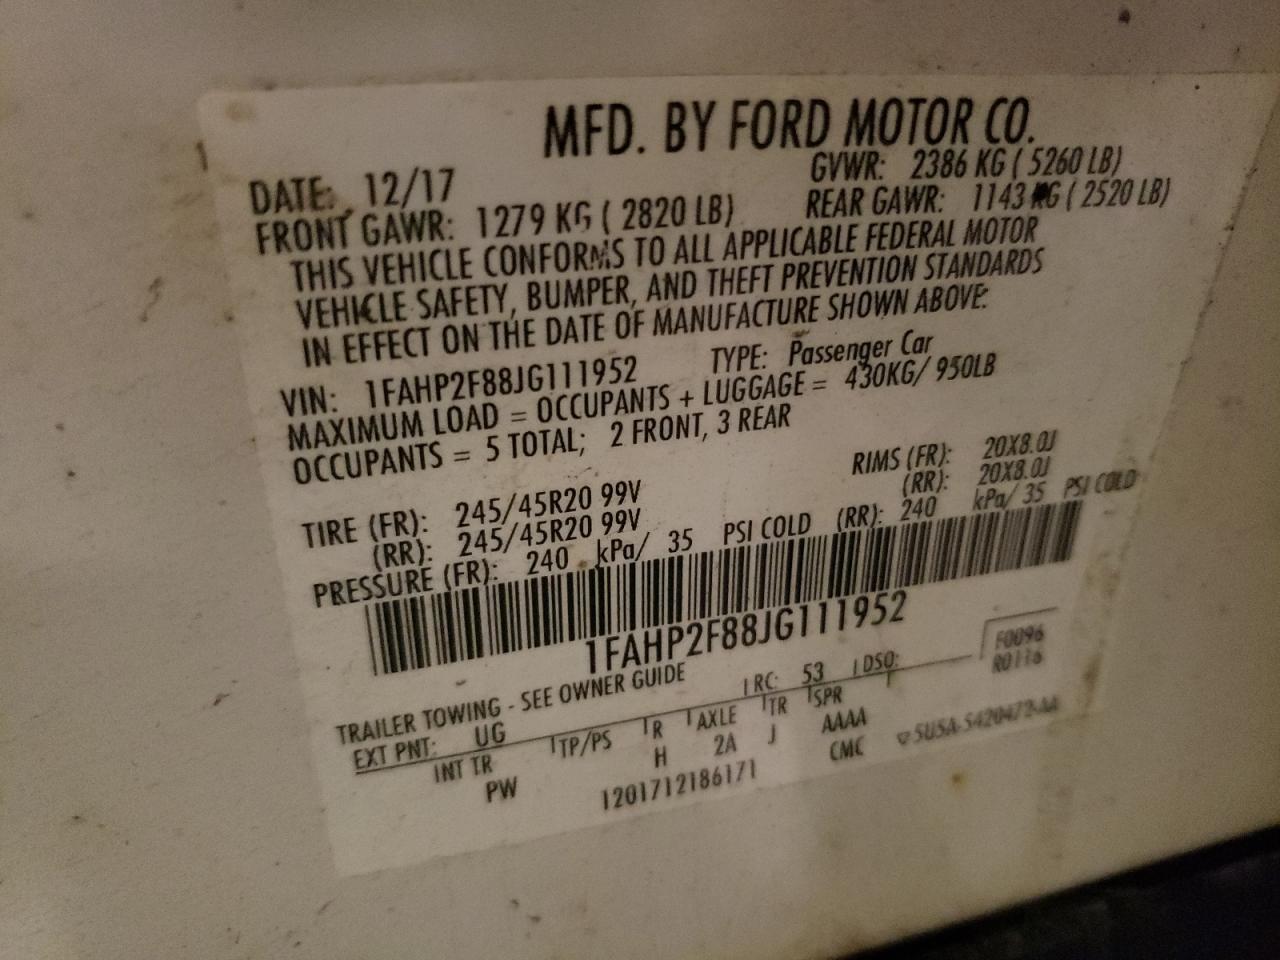 MFD. BY FORD MOTOR CO.
DATE: 12/17 GVWR: 2386 KG ( 5260 LB)
FRONT GAWR: 1279 KG ( 2820 LB) REAR GAWR: 1143 KG ( 2520 LB)
THIS VEHICLE CONFORMS TO ALL APPLICABLE FEDERAL MOTOR
VEHICLE SAFETY, BUMPER, AND THEFT PREVENTION STANDARDS
IN EFFECT ON THE DATE OF MANUFACTURE SHOWN ABOVE.
VIN: 1FAHP2F88JG111952 TYPE: Passenger Car
MAXIMUM LOAD = OCCUPANTS + LUGGAGE = 430KG/ 950LB
OCCUPANTS = 5 TOTAL; 2 FRONT, 3 REAR
TIRE (FR): 245/45R20 99V RIMS (FR): 20X8.0J
(RR): 245/45R20 99V (RR): 20X8.0J
PRESSURE (FR): 240 kPa/ 35 PSI COLD (RR): 240 kPa/ 35 PSI COLD
1FAHP2F88JG111952
TRAILER TOWING - SEE OWNER GUIDE
F0096
R0116
EXT PNT: UG RC: 53 DSO:
INT TR TP/PS R AXLE TR SPR
PW H 2A J AAAA
1201712186171 CMC ▽5U5A-5420472-AA